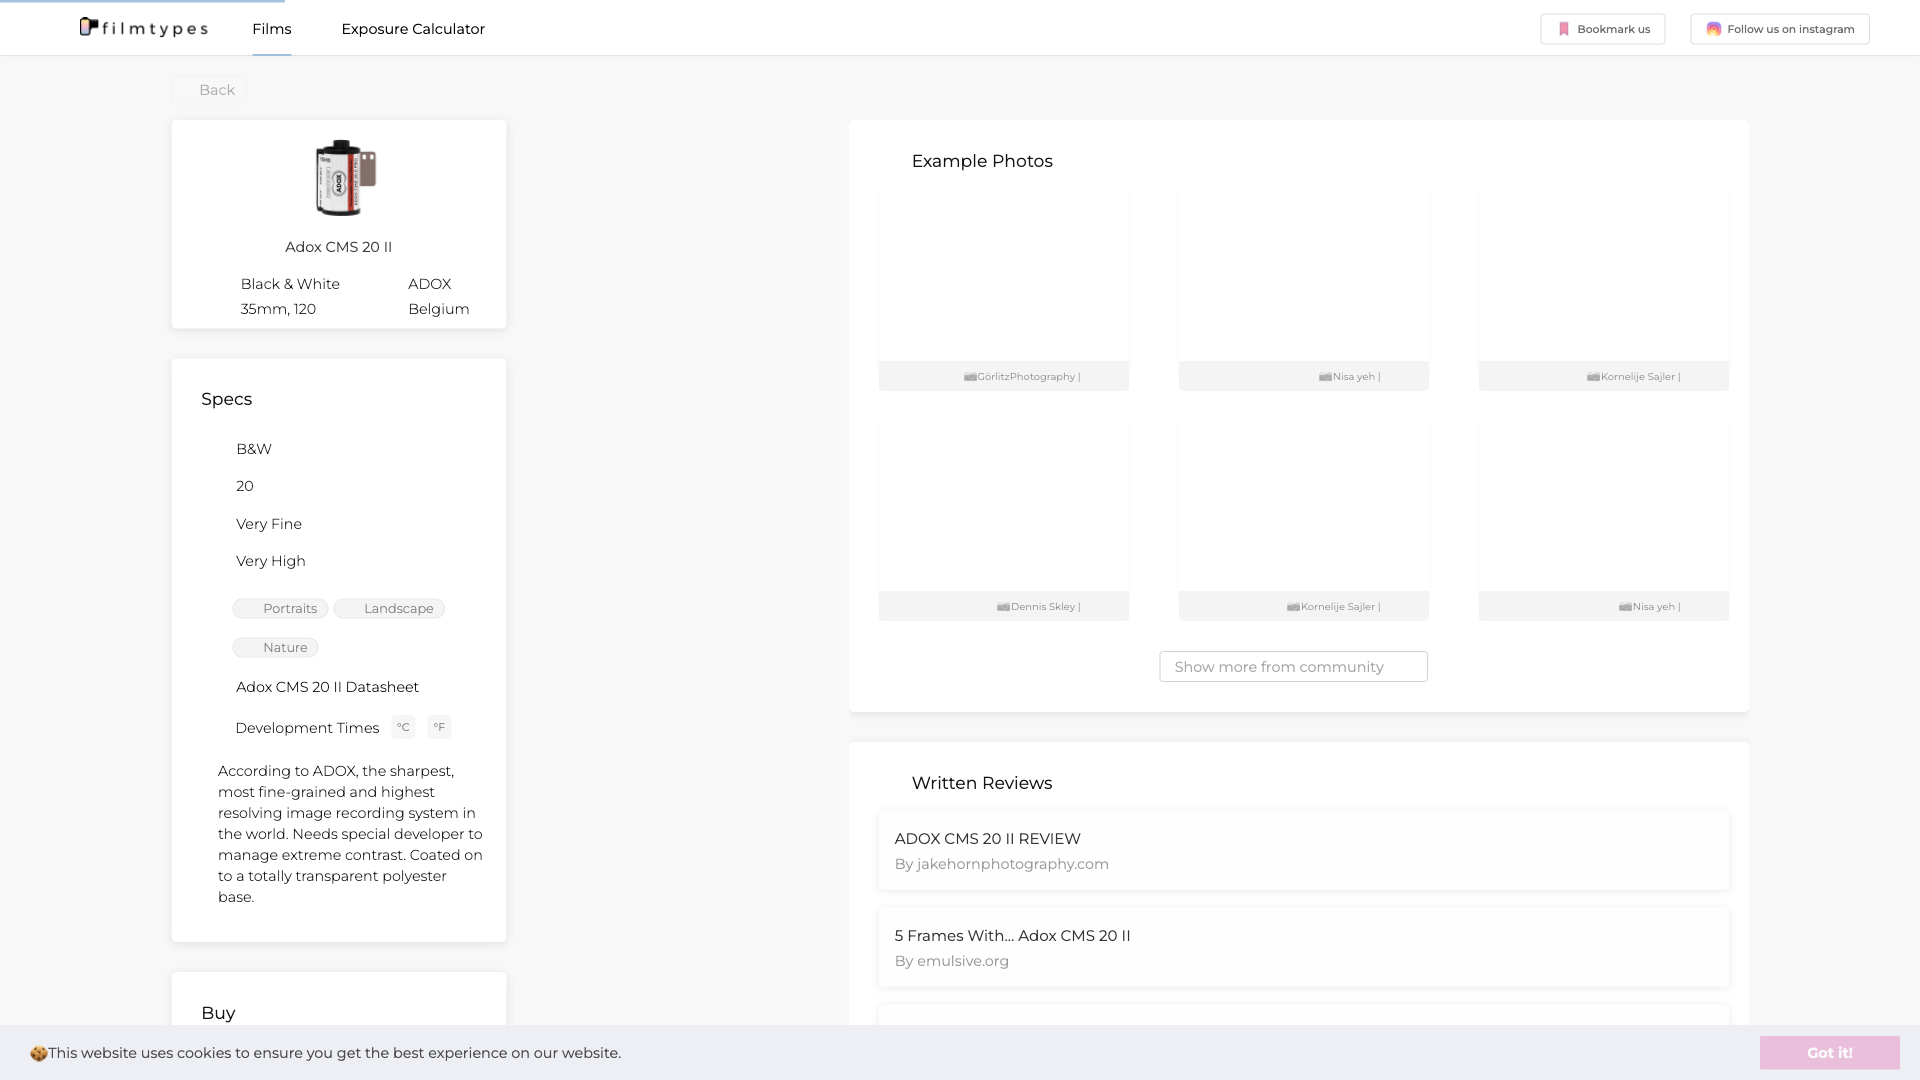 filmtypes
Films
Exposure Calculator
Bookmark us
Follow us on instagram
Back
ADOX
Adox CMS 20 II
Black & White
ADOX
35mm, 120
Belgium
Specs
B&W
20
Very Fine
Very High
Portraits
Landscape
Nature
Adox CMS 20 II Datasheet
Development Times
°C
°F
According to ADOX, the sharpest,
most fine-grained and highest
resolving image recording system in
the world. Needs special developer to
manage extreme contrast. Coated on
to a totally transparent polyester
base.
Buy
Example Photos
GörlitzPhotography |
Nisa yeh |
Kornelije Sajler |
Dennis Skley |
Kornelije Sajler |
Nisa yeh |
Show more from community
Written Reviews
ADOX CMS 20 II REVIEW
By jakehornphotography.com
5 Frames With... Adox CMS 20 II
By emulsive.org
This website uses cookies to ensure you get the best experience on our website.
Got it!